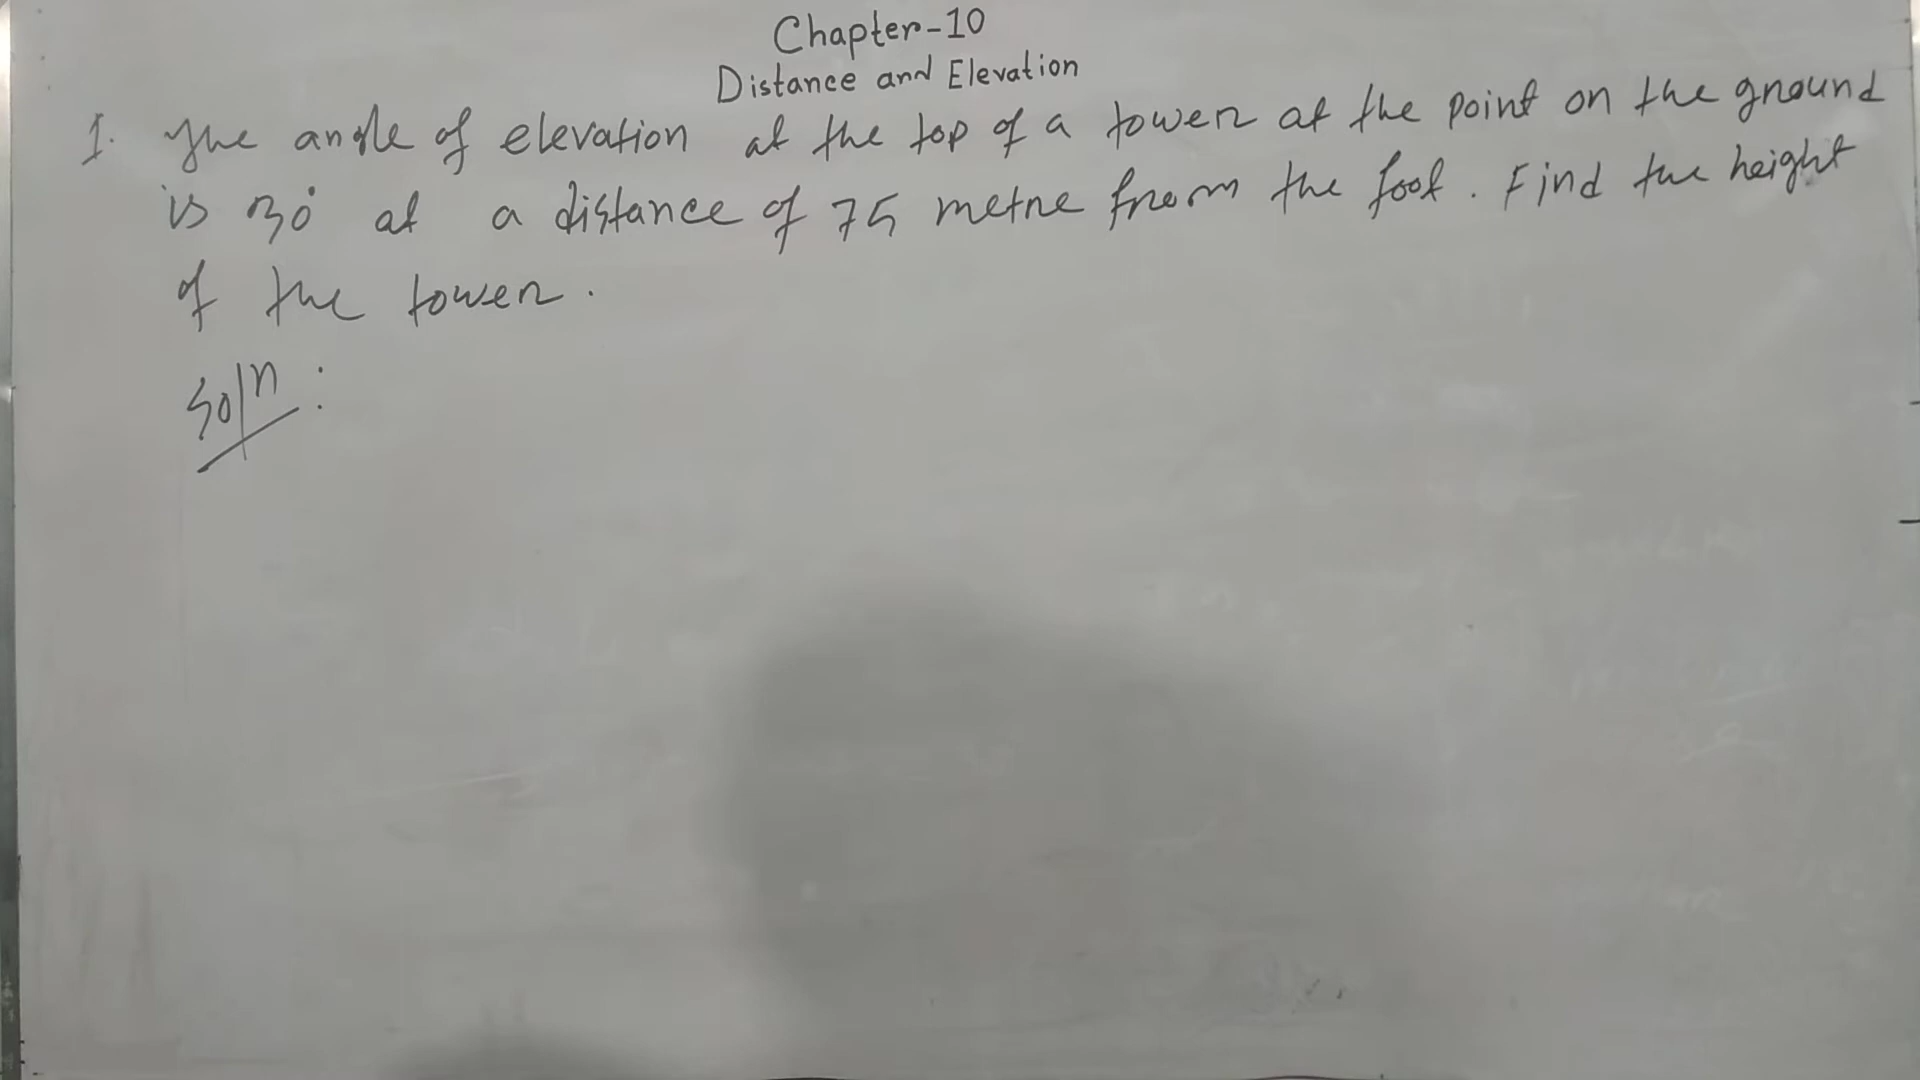 Chapter-10
Distance and Elevation
1. The angle of elevation at the top of a tower at the point on the ground
is 30° at a distance of 75 metre from the foot. Find the height
of the tower.
Soln: